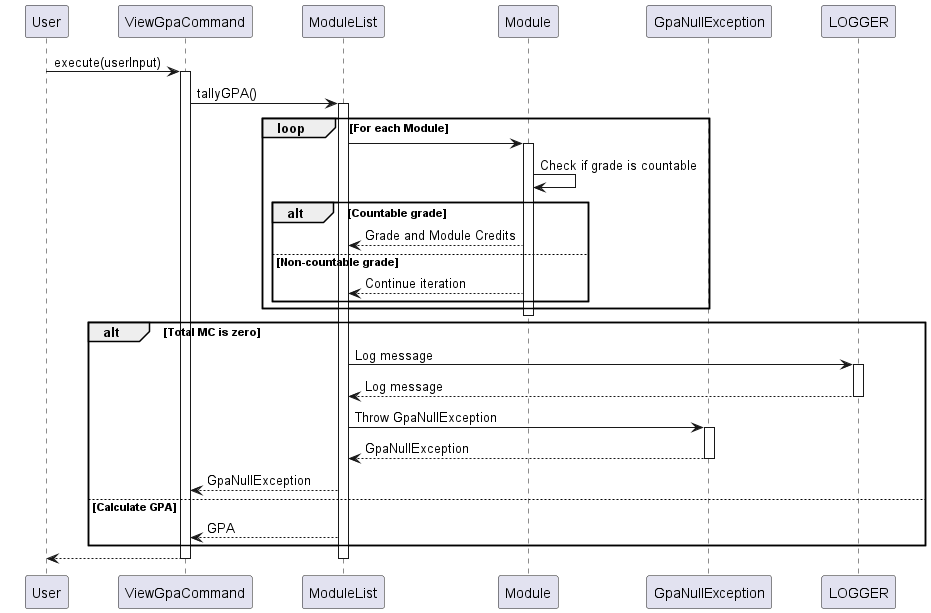 User ViewGpaCommand ModuleList Module GpaNullException LOGGER
execute(userInput)
tallyGPA()
loop [For each Module]
Check if grade is countable
alt [Countable grade]
Grade and Module Credits
[Non-countable grade]
Continue iteration
alt [Total MC is zero]
Log message
Log message
Throw GpaNullException
GpaNullException
GpaNullException
[Calculate GPA]
GPA
User ViewGpaCommand ModuleList Module GpaNullException LOGGER